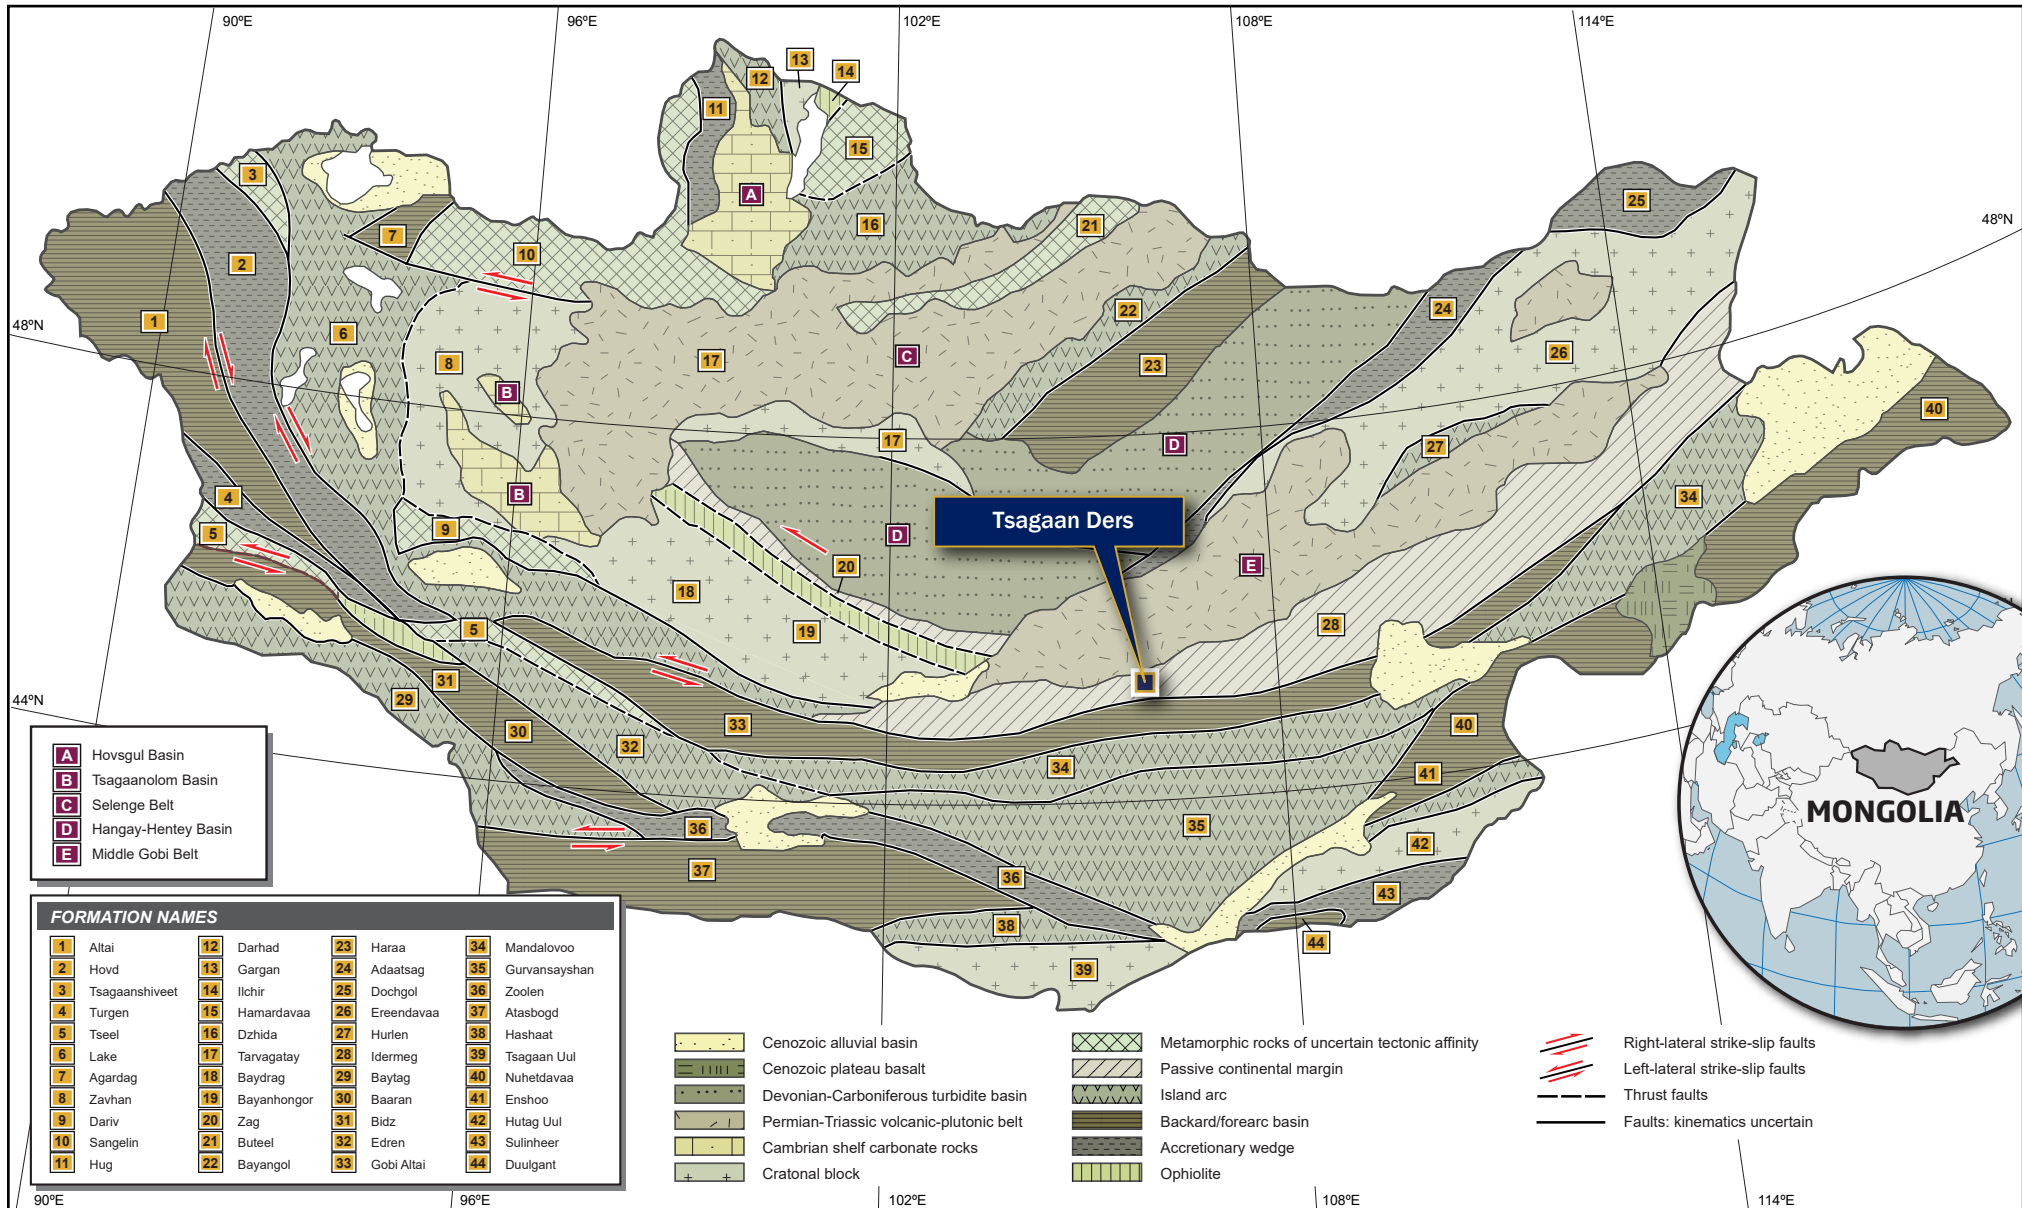 90ºE
96ºE
102ºE
108ºE
114ºE
48ºN
48ºN
44ºN
1
2
3
4
5
5
6
7
8
9
10
11
12
13
14
15
16
17
17
18
19
20
21
22
23
24
25
26
27
28
29
30
31
32
33
34
34
35
36
36
37
38
39
40
40
41
42
43
44
A
B
B
C
D
D
E
Tsagaan Ders
MONGOLIA
A Hovsgul Basin
B Tsagaanolom Basin
C Selenge Belt
D Hangay-Hentey Basin
E Middle Gobi Belt
FORMATION NAMES
1 Altai
2 Hovd
3 Tsagaanshiveet
4 Turgen
5 Tseel
6 Lake
7 Agardag
8 Zavhan
9 Dariv
10 Sangelin
11 Hug
12 Darhad
13 Gargan
14 Ilchir
15 Hamardavaa
16 Dzhida
17 Tarvagatay
18 Baydrag
19 Bayanhongor
20 Zag
21 Buteel
22 Bayangol
23 Haraa
24 Adaatsag
25 Dochgol
26 Ereendavaa
27 Hurlen
28 Idermeg
29 Baytag
30 Baaran
31 Bidz
32 Edren
33 Gobi Altai
34 Mandalovoo
35 Gurvansayshan
36 Zoolen
37 Atasbogd
38 Hashaat
39 Tsagaan Uul
40 Nuhetdavaa
41 Enshoo
42 Hutag Uul
43 Sulinheer
44 Duulgant
Cenozoic alluvial basin
Cenozoic plateau basalt
Devonian-Carboniferous turbidite basin
Permian-Triassic volcanic-plutonic belt
Cambrian shelf carbonate rocks
Cratonal block
Metamorphic rocks of uncertain tectonic affinity
Passive continental margin
Island arc
Backard/forearc basin
Accretionary wedge
Ophiolite
Right-lateral strike-slip faults
Left-lateral strike-slip faults
Thrust faults
Faults: kinematics uncertain
90ºE
96ºE
102ºE
108ºE
114ºE